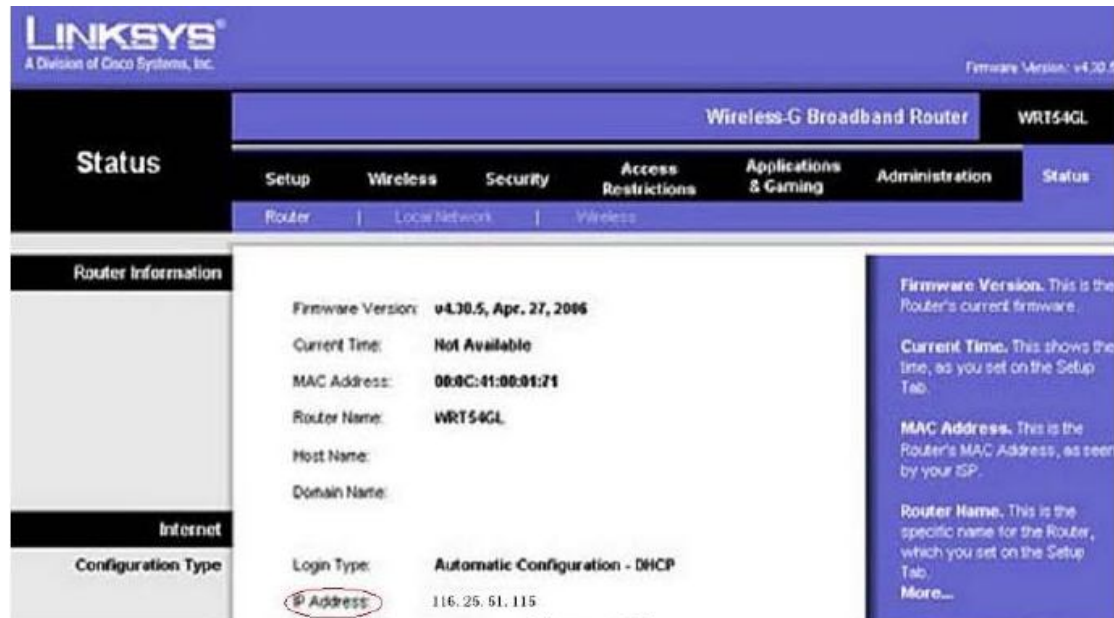 LINKSYS®
A Division of Cisco Systems, Inc.
Firmware Version: v4.30.5
Wireless-G Broadband Router WRT54GL
Status
Setup Wireless Security Access Restrictions Applications & Gaming Administration Status
Router | Local Network | Wireless
Router Information
Firmware Version: v4.30.5, Apr. 27, 2006
Current Time: Not Available
MAC Address: 00:0C:41:00:01:71
Router Name: WRT54GL
Host Name:
Domain Name:
Internet
Configuration Type
Login Type: Automatic Configuration - DHCP
IP Address: 116.25.51.115
Firmware Version. This is the
Router's current firmware.
Current Time. This shows the
time, as you set on the Setup
Tab.
MAC Address. This is the
Router's MAC Address, as seen
by your ISP.
Router Name. This is the
specific name for the Router,
which you set on the Setup
Tab.
More...